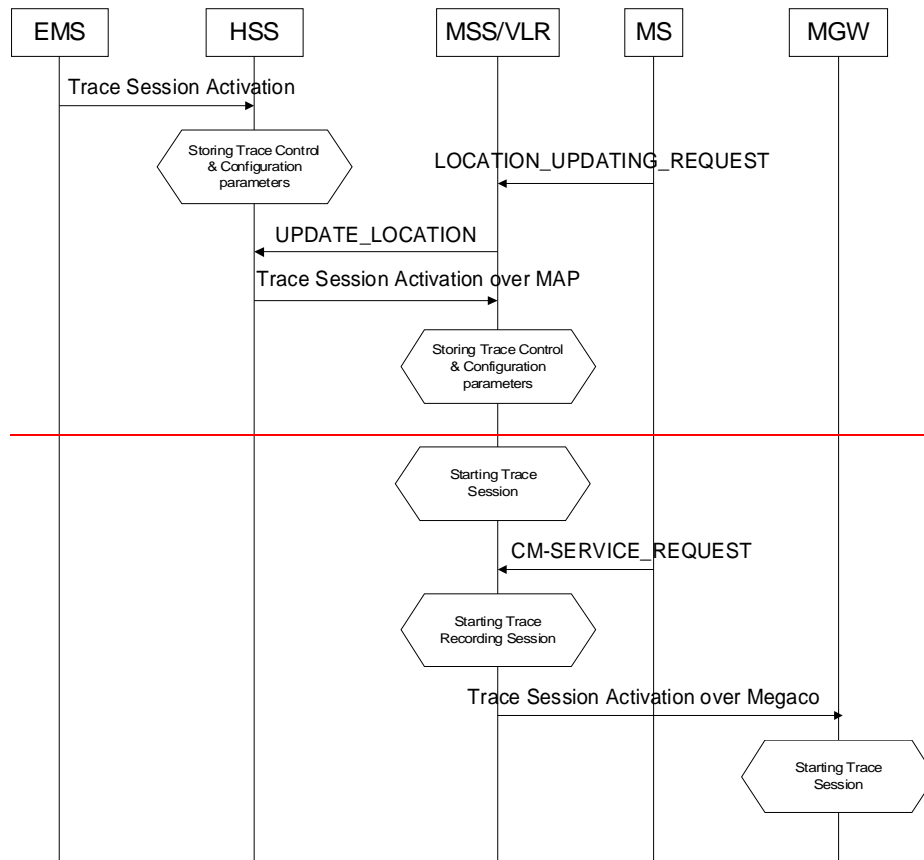 EMS
HSS
MSS/VLR
MS
MGW
Trace Session Activation
Storing Trace Control
& Configuration
parameters
LOCATION_UPDATING_REQUEST
UPDATE_LOCATION
Trace Session Activation over MAP
Storing Trace Control
& Configuration
parameters
Starting Trace
Session
CM-SERVICE_REQUEST
Starting Trace
Recording Session
Trace Session Activation over Megaco
Starting Trace
Session